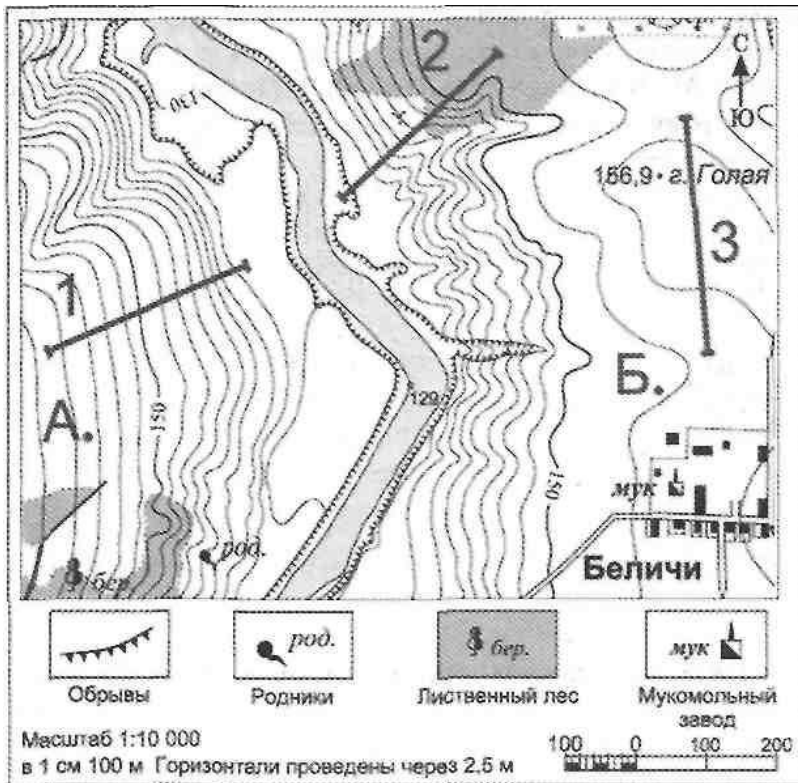 130
2
бер.
С
Ю
156,9 · г. Голая
3
1
А.
150
129
Б.
150
мук
род.
бер.
Беличи
род.
бер.
мук
Обрывы
Родники
Лиственный лес
Мукомольный
завод
Масштаб 1:10 000
в 1 см 100 м Горизонтали проведены через 2,5 м
100 0 100 200